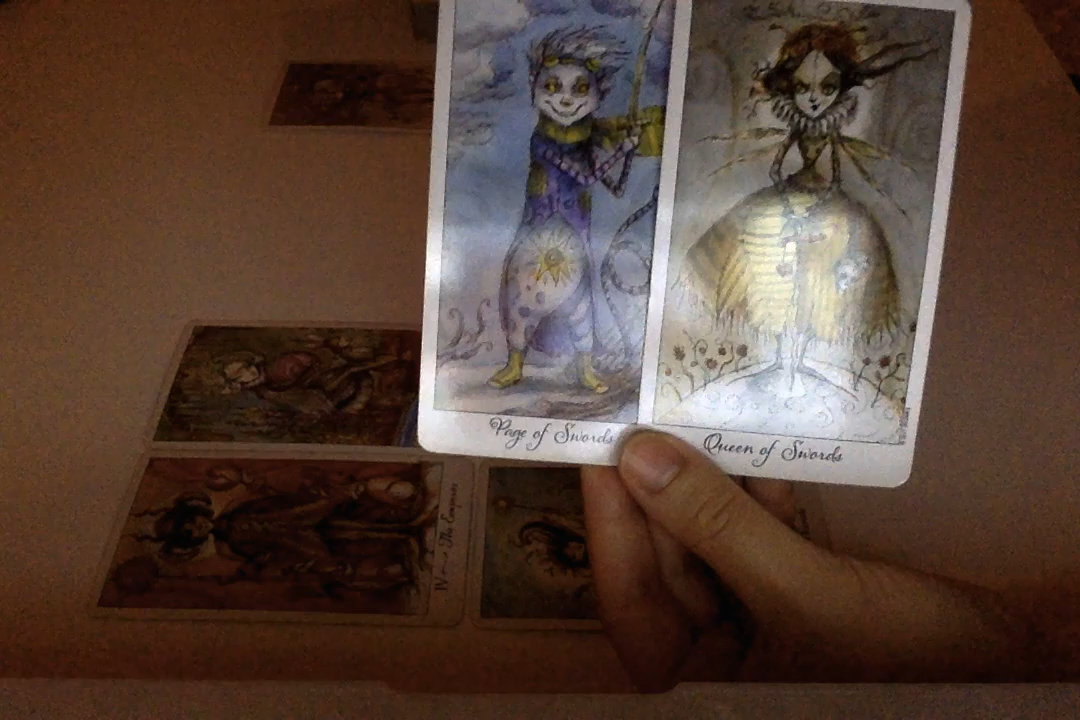 Page of Swords
Queen of Swords
IV — The Emperor